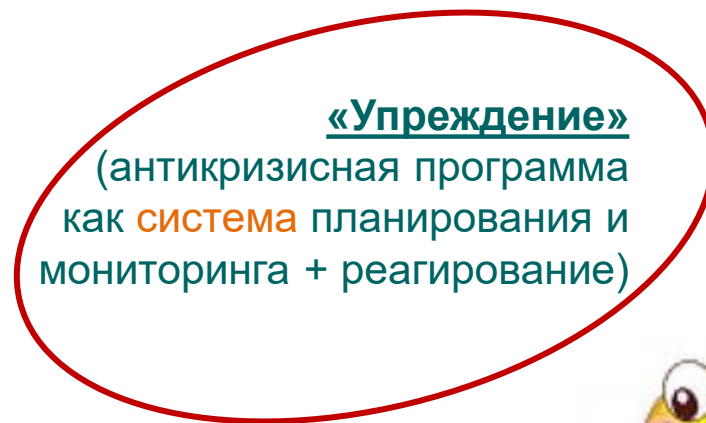 «Упреждение»
(антикризисная программа
как система планирования и
мониторинга + реагирование)